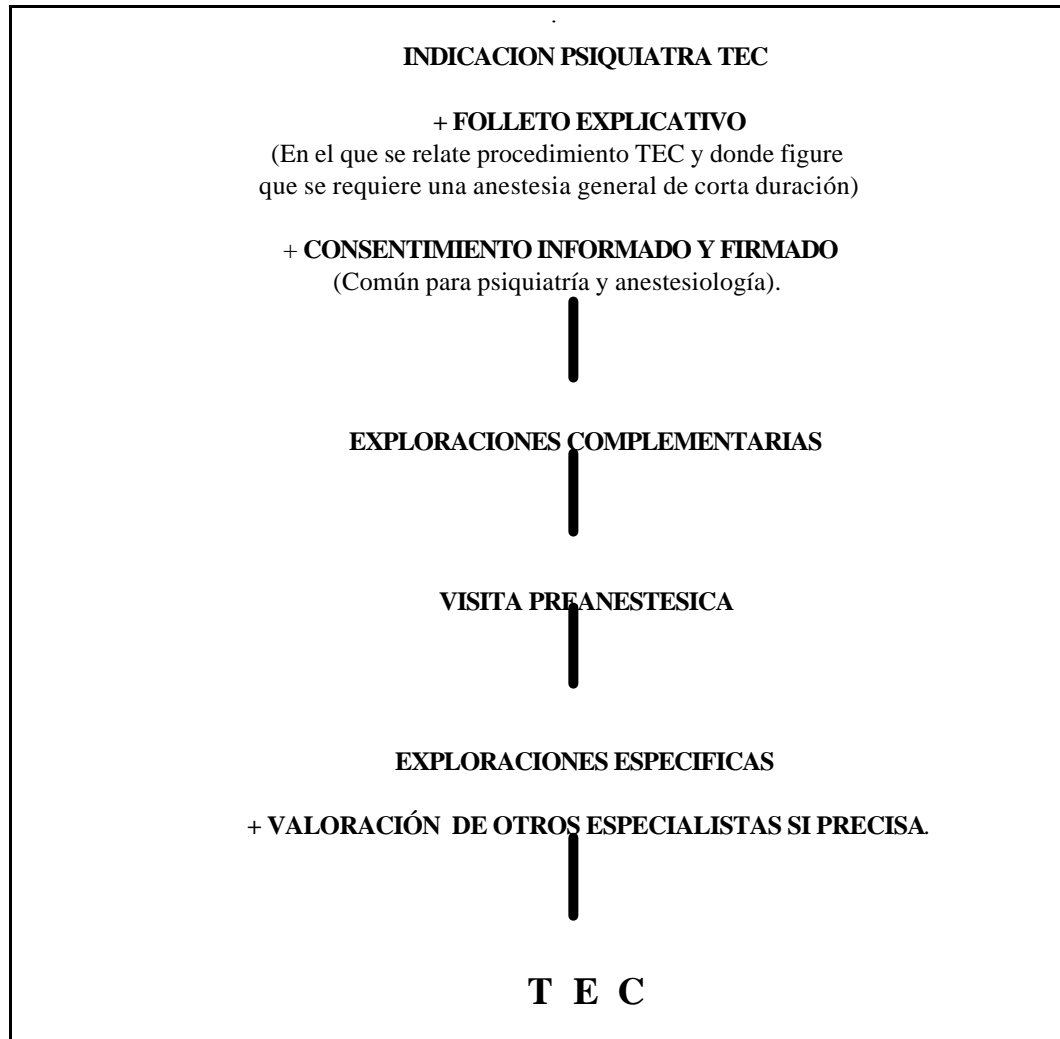 .
INDICACION PSIQUIATRA TEC
+ FOLLETO EXPLICATIVO
(En el que se relate procedimiento TEC y donde figure
que se requiere una anestesia general de corta duración)
+ CONSENTIMIENTO INFORMADO Y FIRMADO
(Común para psiquiatría y anestesiología).
EXPLORACIONES COMPLEMENTARIAS
VISITA PREANESTESICA
EXPLORACIONES ESPECIFICAS
+ VALORACIÓN DE OTROS ESPECIALISTAS SI PRECISA.
T E C